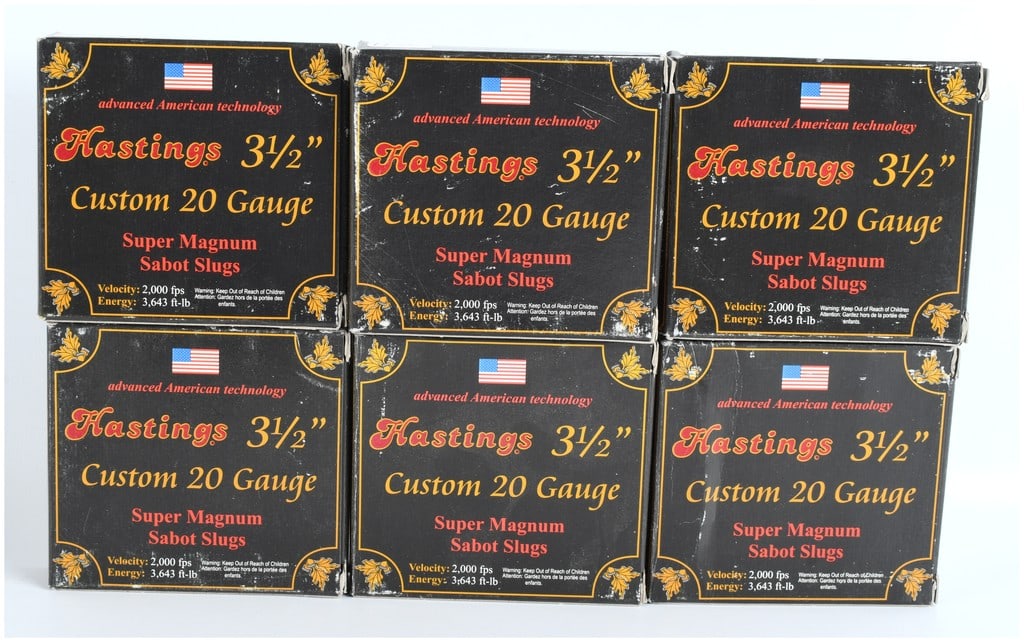 advanced American technology
Hastings 3½”
Custom 20 Gauge
Super Magnum
Sabot Slugs
Velocity: 2,000 fps
Energy: 3,643 ft-lb
Warning: Keep Out of Reach of Children
Attention: Gardez hors de la portée des
enfants.
advanced American technology
Hastings 3½”
Custom 20 Gauge
Super Magnum
Sabot Slugs
Velocity: 2,000 fps
Energy: 3,643 ft-lb
Warning: Keep Out of Reach of Children
Attention: Gardez hors de la portée des
enfants.
advanced American technology
Hastings 3½”
Custom 20 Gauge
Super Magnum
Sabot Slugs
Velocity: 2,000 fps
Energy: 3,643 ft-lb
Warning: Keep Out of Reach of Children
Attention: Gardez hors de la portée des
enfants.
advanced American technology
Hastings 3½”
Custom 20 Gauge
Super Magnum
Sabot Slugs
Velocity: 2,000 fps
Energy: 3,643 ft-lb
Warning: Keep Out of Reach of Children
Attention: Gardez hors de la portée des
enfants.
advanced American technology
Hastings 3½”
Custom 20 Gauge
Super Magnum
Sabot Slugs
Velocity: 2,000 fps
Energy: 3,643 ft-lb
Warning: Keep Out of Reach of Children
Attention: Gardez hors de la portée des
enfants.
advanced American technology
Hastings 3½”
Custom 20 Gauge
Super Magnum
Sabot Slugs
Velocity: 2,000 fps
Energy: 3,643 ft-lb
Warning: Keep Out of Reach of Children
Attention: Gardez hors de la portée des
enfants.